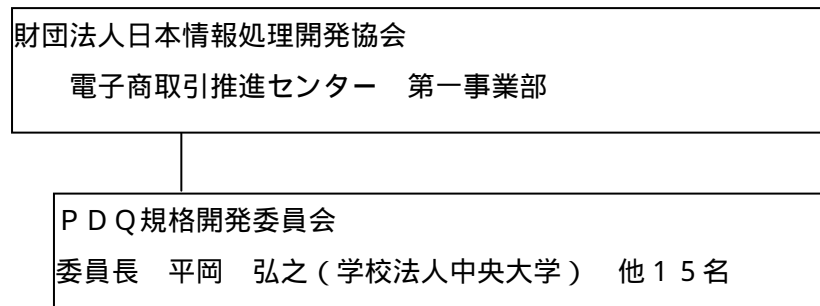 財団法人日本情報処理開発協会
電子商取引推進センター　第一事業部
ＰＤＱ規格開発委員会
委員長　平岡　弘之（学校法人中央大学）　他１５名